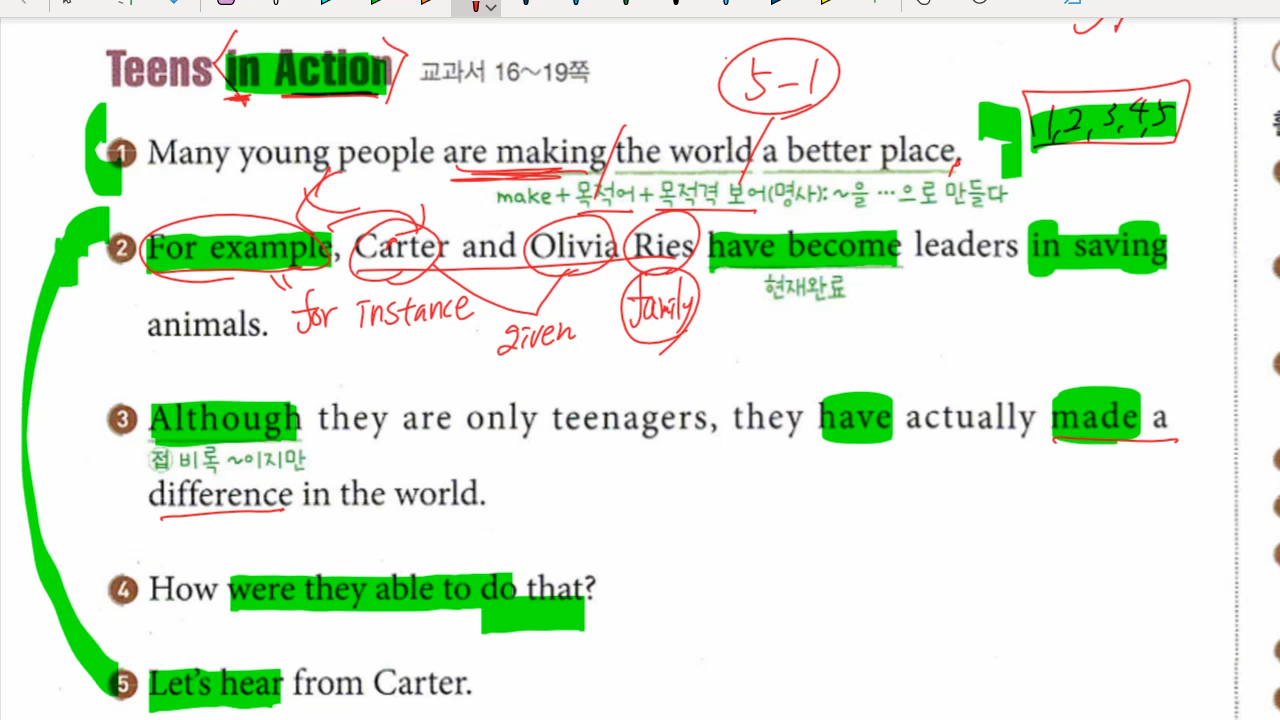 Teens in Action 교과서 16~19쪽
5-1
1,2,3,4,5
1 Many young people are making the world a better place.
make+목적어+목적격 보어(명사): ~을 …으로 만들다
2 For example, Carter and Olivia Ries have become leaders in saving
현재완료
for instance
given
family
animals.
3 Although they are only teenagers, they have actually made a
접 비록 ~이지만
difference in the world.
4 How were they able to do that?
5 Let's hear from Carter.